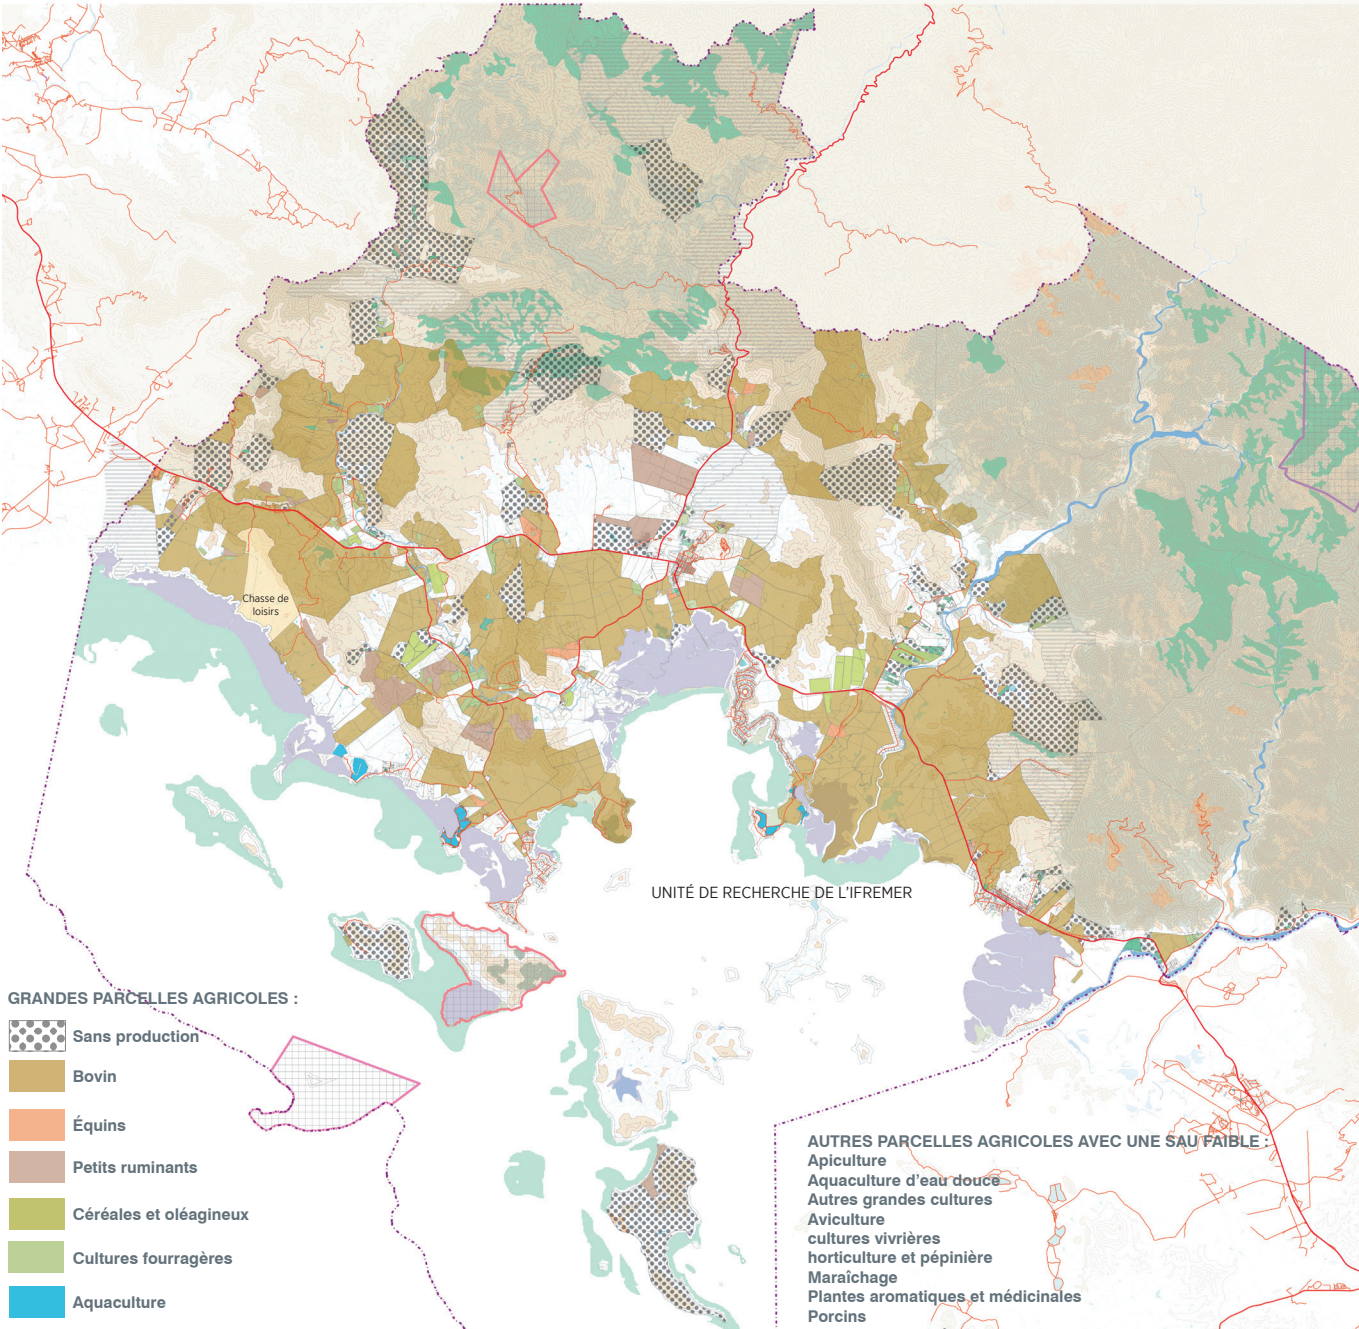 Chasse de
loisirs
UNITÉ DE RECHERCHE DE L'IFREMER
GRANDES PARCELLES AGRICOLES :
Sans production
Bovin
Équins
Petits ruminants
Céréales et oléagineux
Cultures fourragères
Aquaculture
AUTRES PARCELLES AGRICOLES AVEC UNE SAU FAIBLE :
Apiculture
Aquaculture d'eau douce
Autres grandes cultures
Aviculture
cultures vivrières
horticulture et pépinière
Maraîchage
Plantes aromatiques et médicinales
Porcins